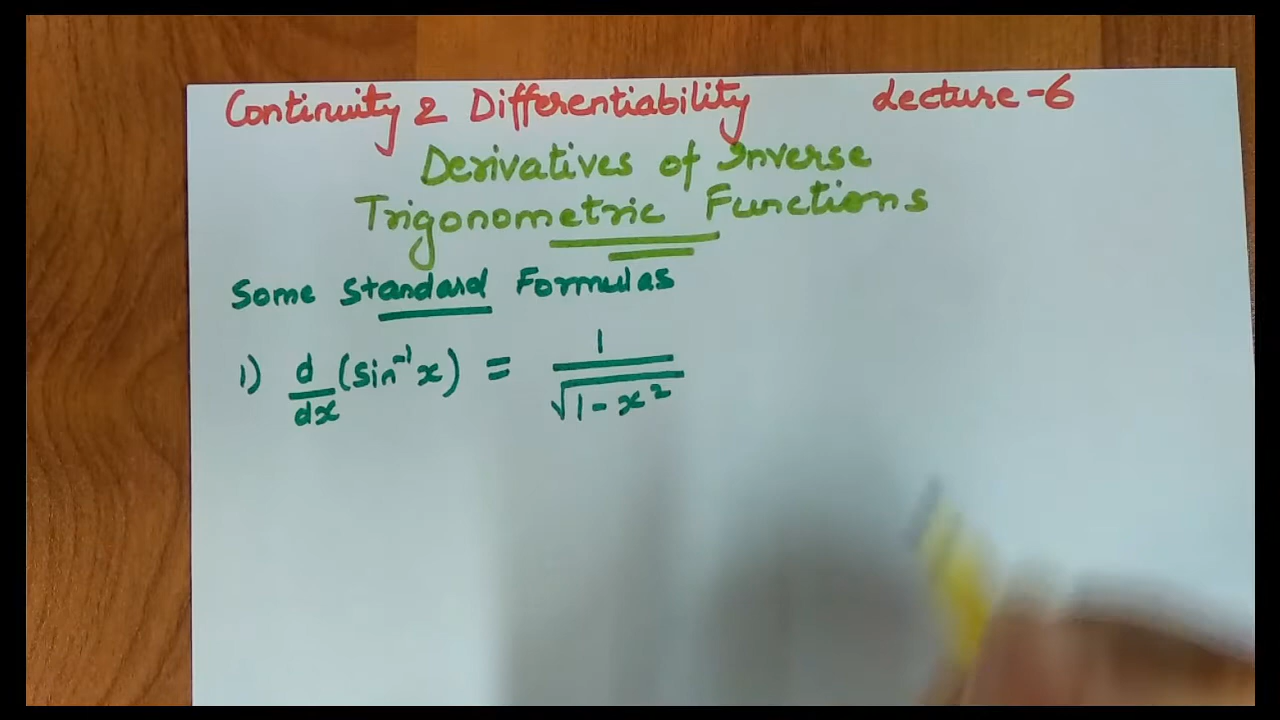 Continuity & Differentiability Lecture-6
Derivatives of Inverse
Trigonometric Functions
Some Standard Formulas
1) d/dx (sin⁻¹x) = 1/√(1-x²)